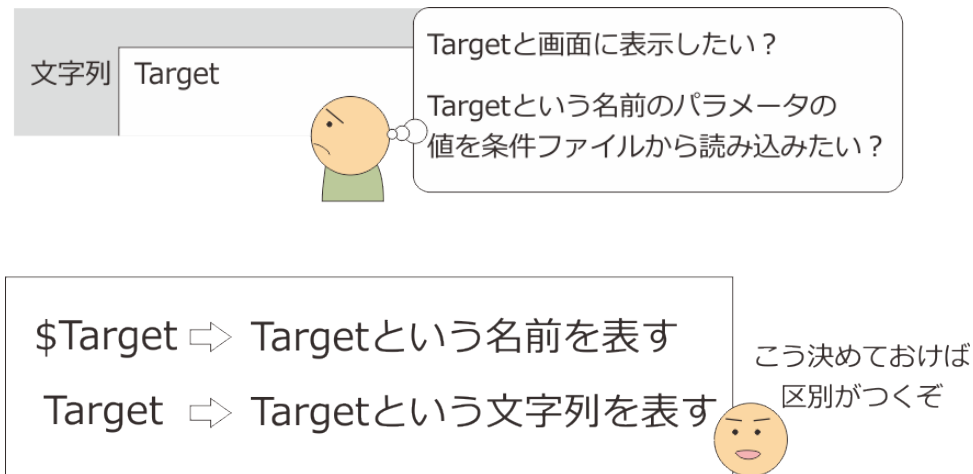 文字列 Target
Targetと画面に表示したい？
Targetという名前のパラメータの
値を条件ファイルから読み込みたい？
$Target ⇨ Targetという名前を表す
Target ⇨ Targetという文字列を表す
こう決めておけば
区別がつくぞ